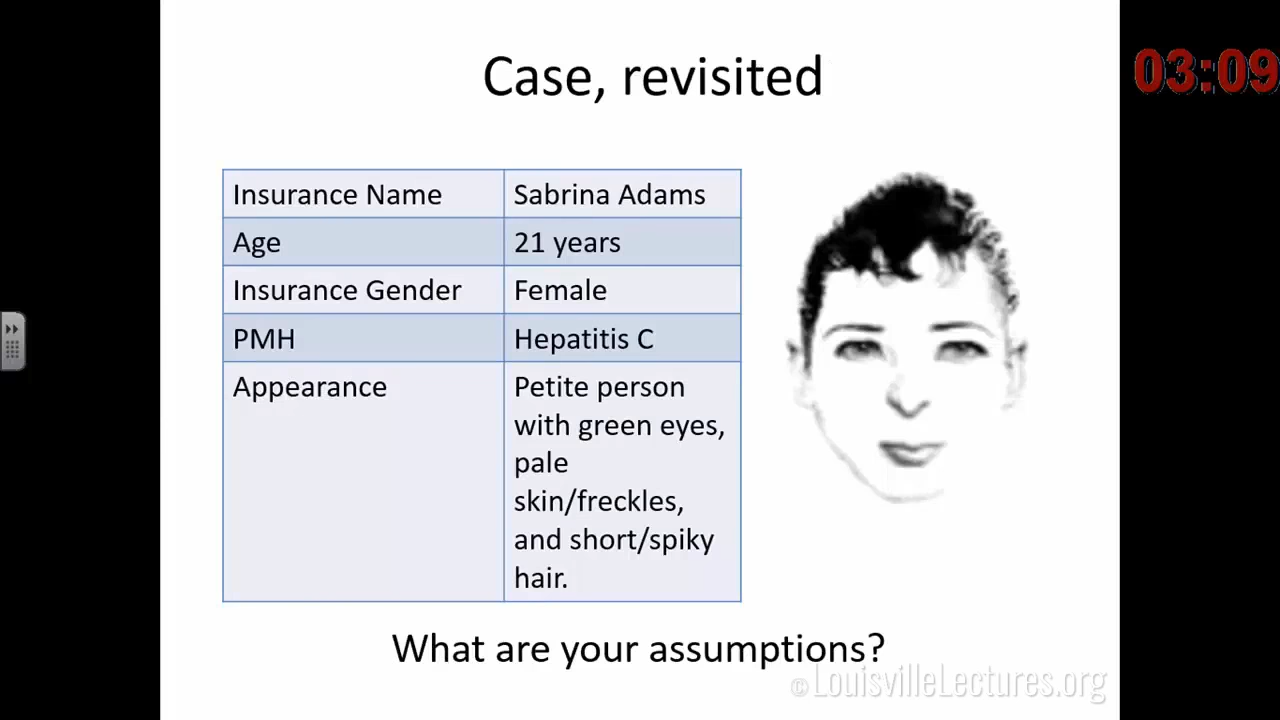 Case, revisited
03:09
Insurance Name Sabrina Adams
Age 21 years
Insurance Gender Female
PMH Hepatitis C
Appearance Petite person
with green eyes,
pale
skin/freckles,
and short/spiky
hair.
What are your assumptions?
©LouisvilleLectures.org